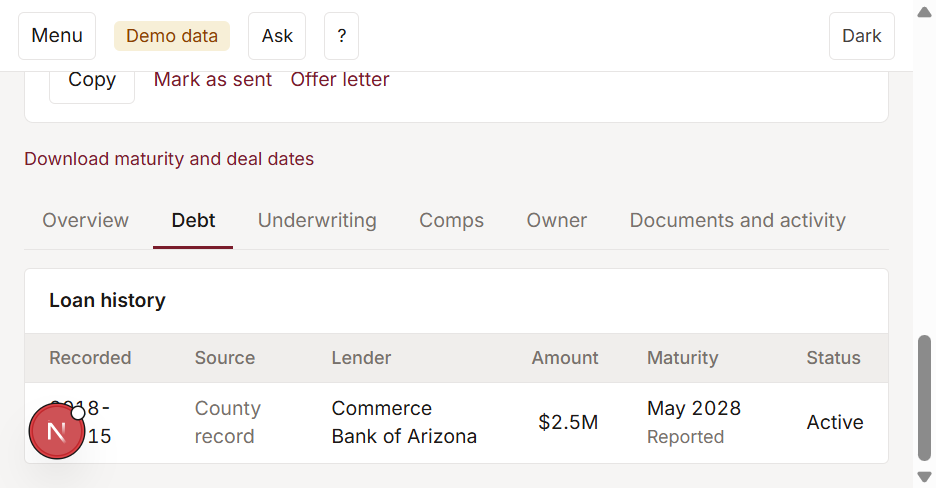 Menu
Demo data
Ask
?
Dark
Copy
Mark as sent
Offer letter
Download maturity and deal dates
Overview
Debt
Underwriting
Comps
Owner
Documents and activity
Loan history
Recorded
Source
Lender
Amount
Maturity
Status
County
record
Commerce
Bank of Arizona
$2.5M
May 2028
Reported
Active
N